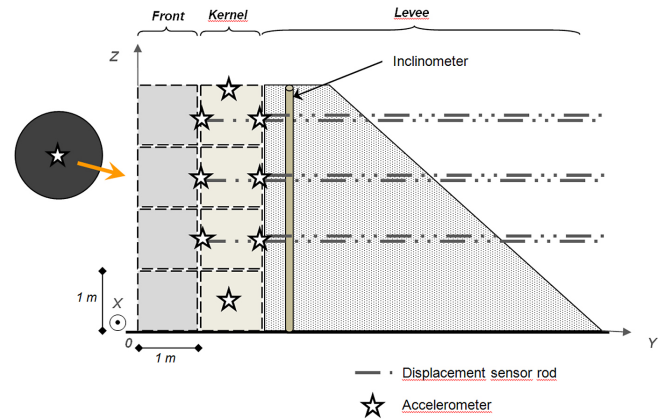 Front Kernel Levee
Z
Inclinometer
1 m
X
0
Y
1 m
Displacement sensor rod
Accelerometer